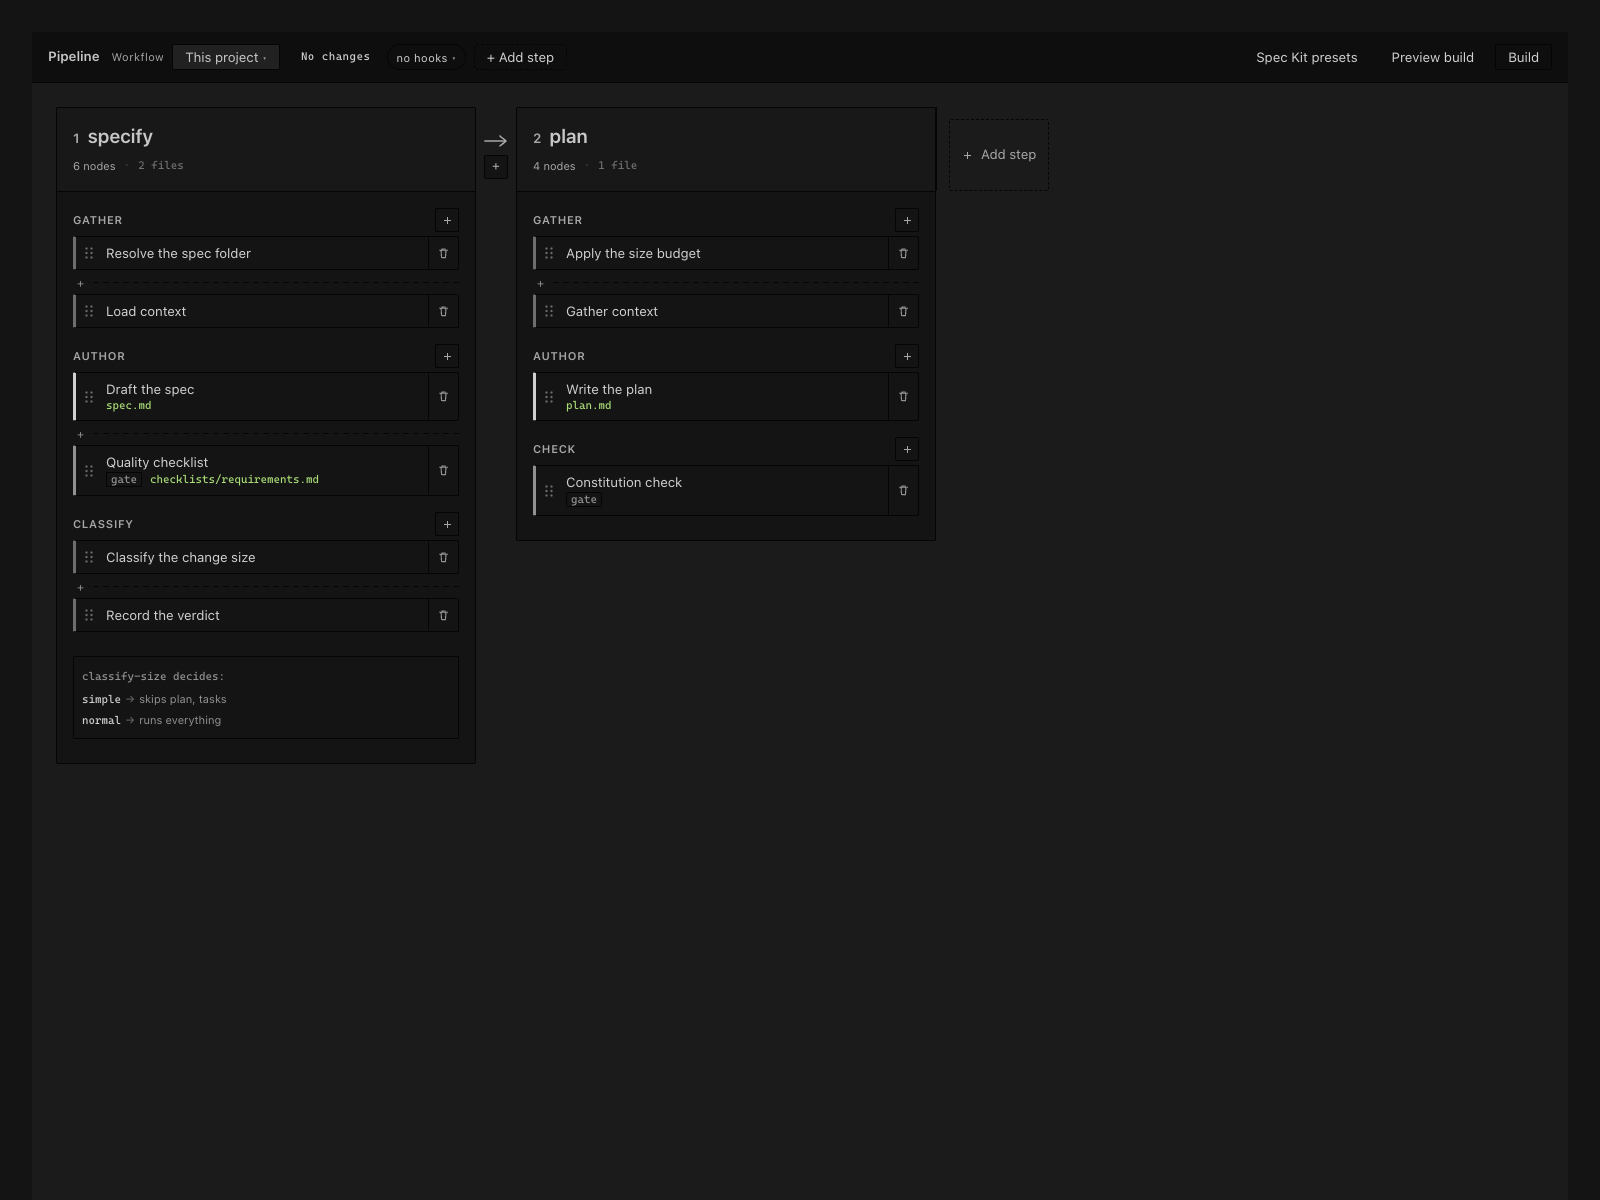 Pipeline Workflow This project No changes no hooks + Add step Spec Kit presets Preview build Build
1 specify
6 nodes · 2 files
GATHER +
Resolve the spec folder
+
Load context
AUTHOR +
Draft the spec
spec.md
+
Quality checklist
gate checklists/requirements.md
CLASSIFY +
Classify the change size
+
Record the verdict
classify-size decides:
simple → skips plan, tasks
normal → runs everything
→
+
2 plan
4 nodes · 1 file
GATHER +
Apply the size budget
+
Gather context
AUTHOR +
Write the plan
plan.md
CHECK +
Constitution check
gate
+ Add step